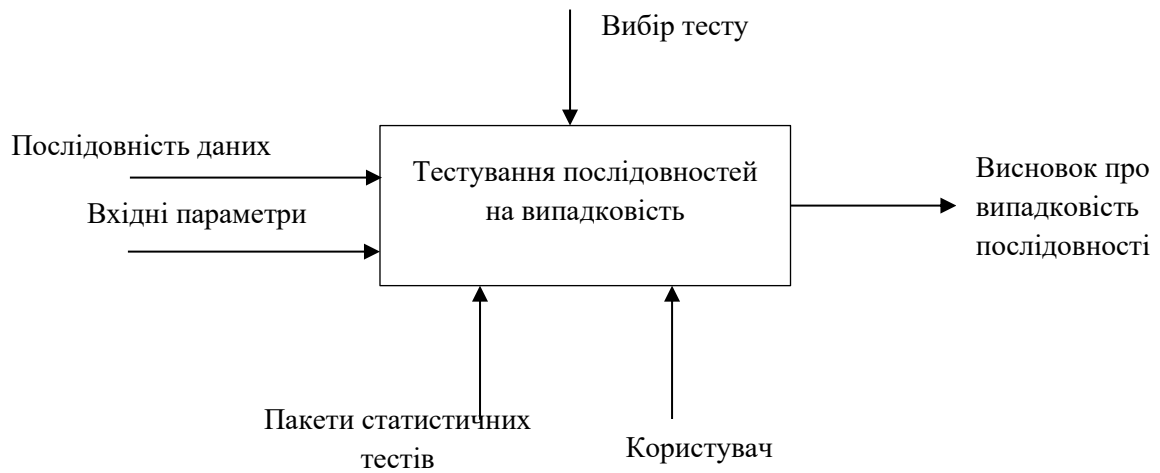 Вибір тесту
Послідовність даних
Вхідні параметри
Тестування послідовностей
на випадковість
Висновок про
випадковість
послідовності
Пакети статистичних
тестів
Користувач